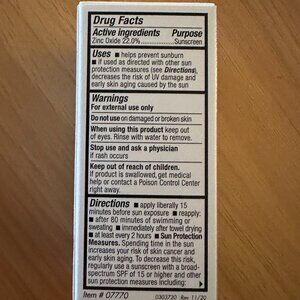 Drug Facts
Active ingredients Purpose
Zinc Oxide 22.0%..........Sunscreen
Uses • helps prevent sunburn
• if used as directed with other sun
protection measures (see Directions),
decreases the risk of UV damage and
early skin aging caused by the sun
Warnings
For external use only
Do not use on damaged or broken skin
When using this product keep out
of eyes. Rinse with water to remove.
Stop use and ask a physician
if rash occurs
Keep out of reach of children.
If product is swallowed, get medical
help or contact a Poison Control Center
right away.
Directions • apply liberally 15
minutes before sun exposure • reapply:
• after 80 minutes of swimming or
sweating • immediately after towel drying
• at least every 2 hours • Sun Protection
Measures. Spending time in the sun
increases your risk of skin cancer and
early skin aging. To decrease this risk,
regularly use a sunscreen with a broad-
spectrum SPF of 15 or higher and other
sun protection measures including:
Item # 07770 0303720 Rev. 11/20